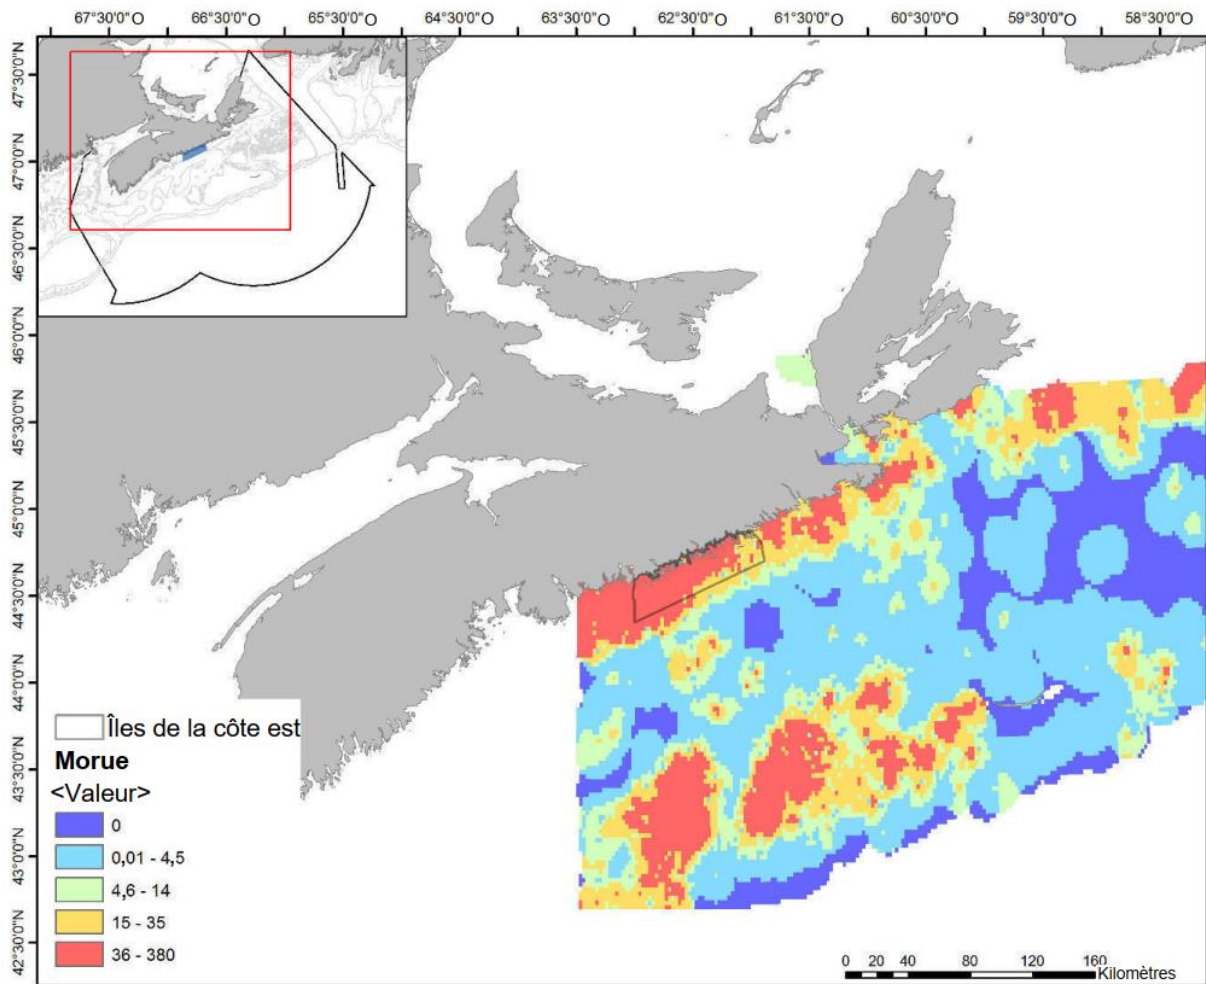 67°30'0"O 66°30'0"O 65°30'0"O 64°30'0"O 63°30'0"O 62°30'0"O 61°30'0"O 60°30'0"O 59°30'0"O 58°30'0"O
47°30'0"N
47°0'0"N
46°30'0"N
46°0'0"N
45°30'0"N
45°0'0"N
44°30'0"N
44°0'0"N
43°30'0"N
43°0'0"N
42°30'0"N
Îles de la côte est
Morue
<Valeur>
0
0,01 - 4,5
4,6 - 14
15 - 35
36 - 380
0 20 40 80 120 160
Kilomètres